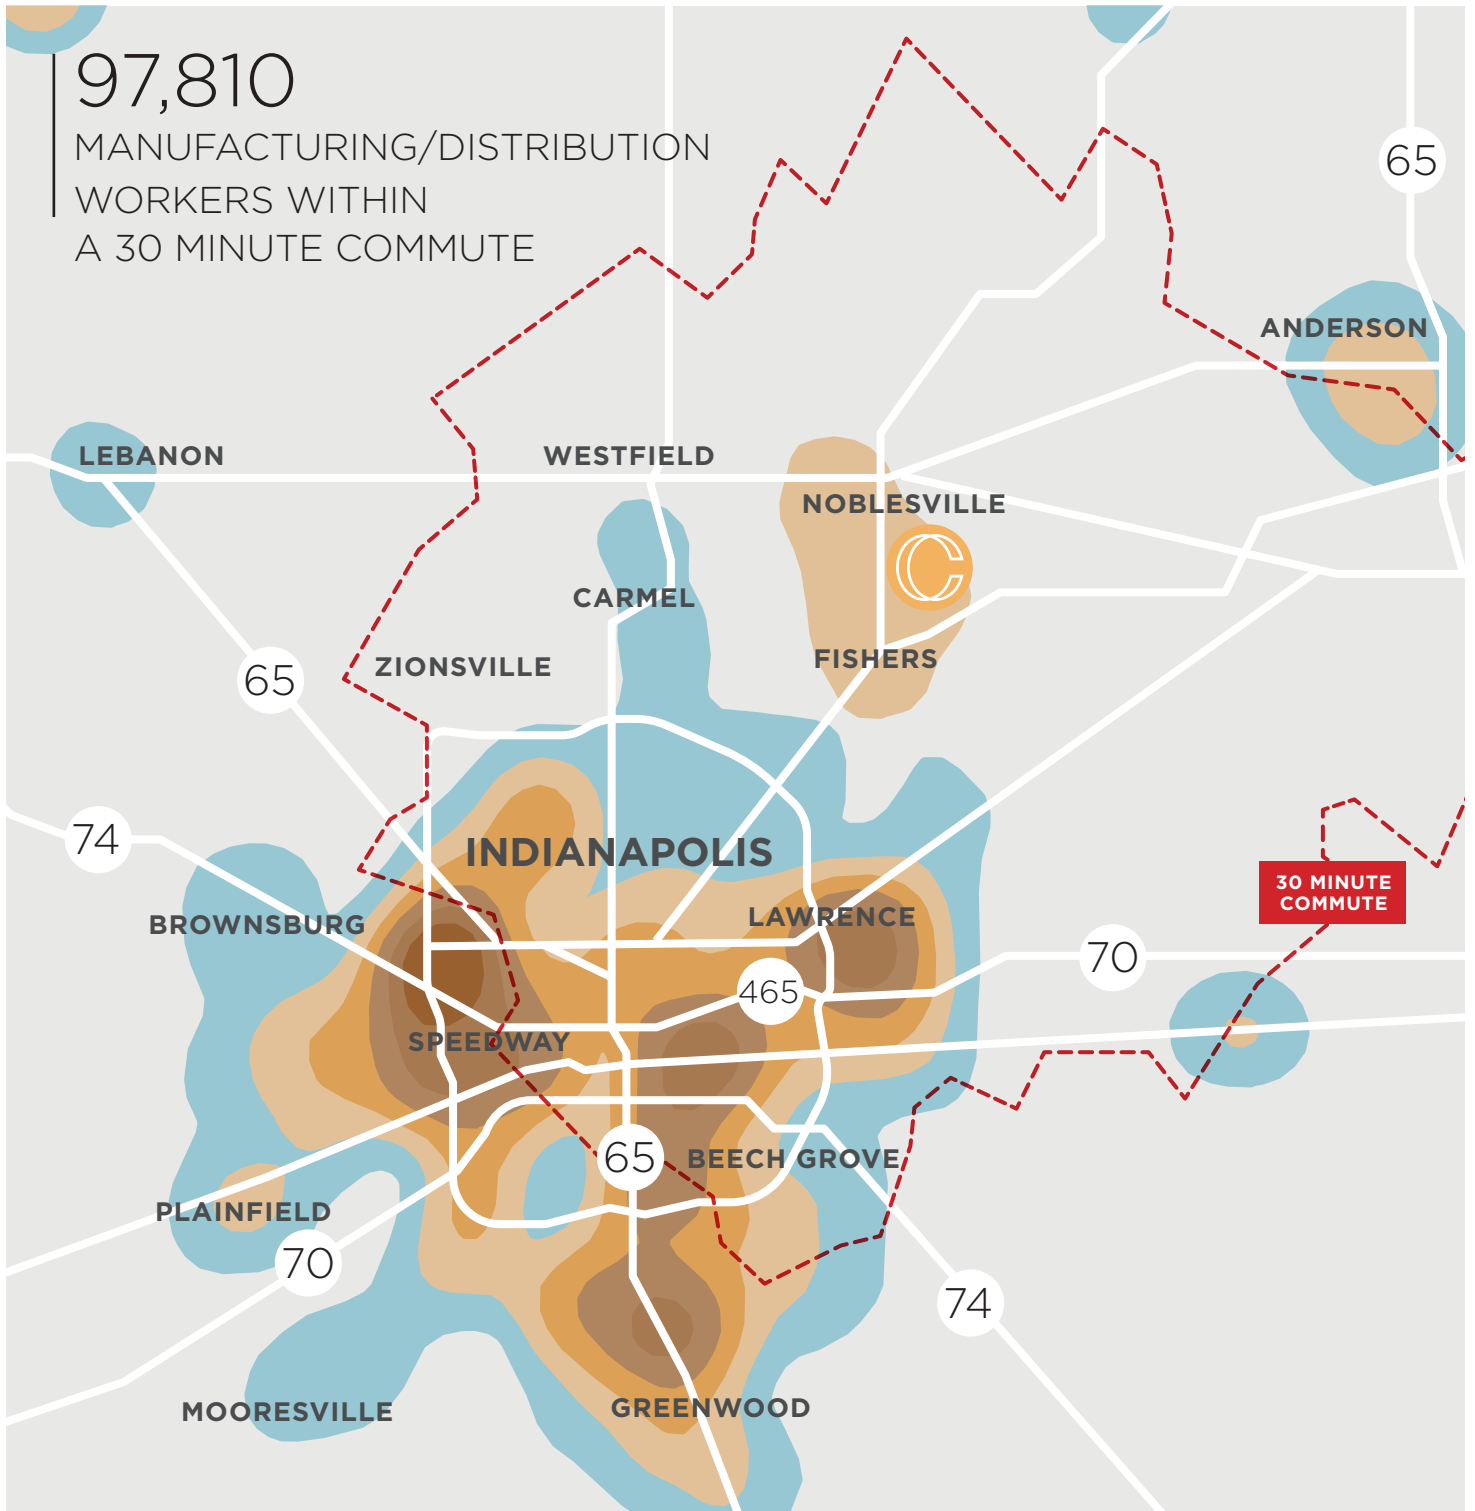 97,810
MANUFACTURING/DISTRIBUTION
WORKERS WITHIN
A 30 MINUTE COMMUTE
65
ANDERSON
LEBANON
WESTFIELD
NOBLESVILLE
C
CARMEL
FISHERS
ZIONSVILLE
65
74
INDIANAPOLIS
30 MINUTE
COMMUTE
BROWNSBURG
LAWRENCE
70
465
SPEEDWAY
65
BEECH GROVE
PLAINFIELD
70
74
MOORESVILLE
GREENWOOD